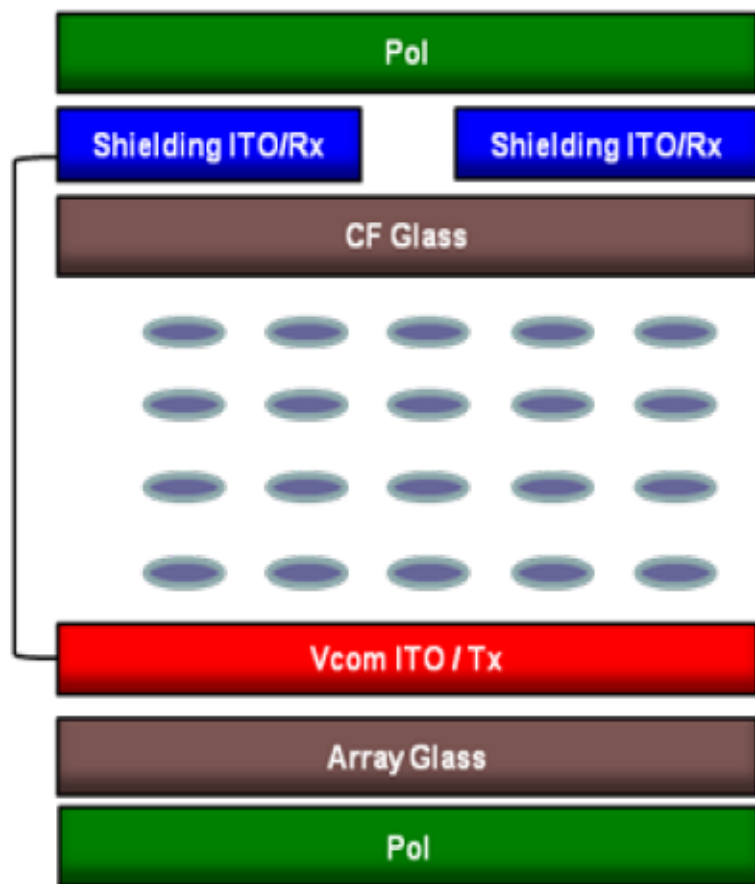 Pol
Shielding ITO/Rx Shielding ITO/Rx
CF Glass
Vcom ITO / Tx
Array Glass
Pol